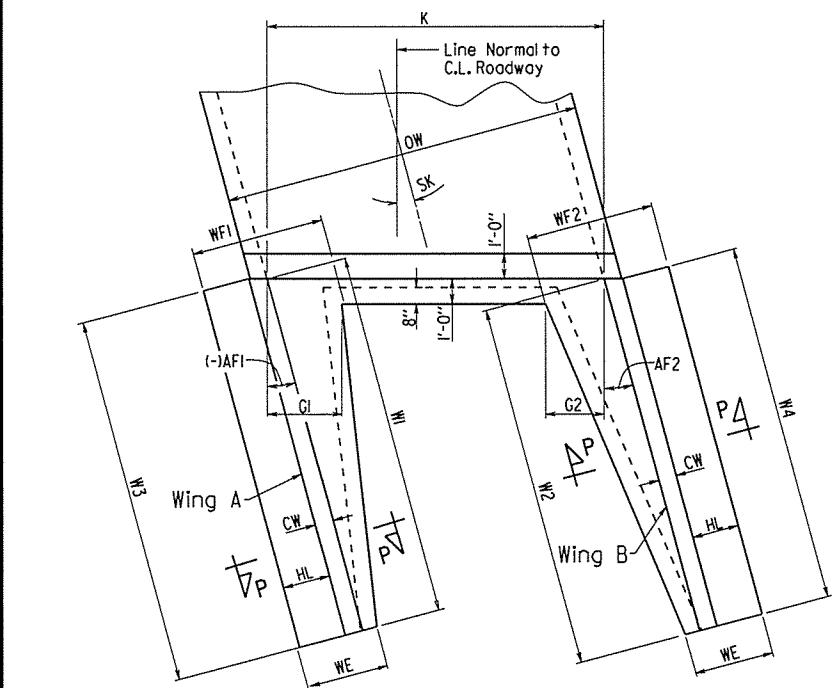 K
Line Normal to
C.L. Roadway
OW
SK
WF1
WF2
1'-0"
8"
1'-0"
(-)AF1
AF2
G1
G2
W1
W2
W3
W4
P
P
P
P
CW
CW
HL
HL
Wing A
Wing B
WE
WE